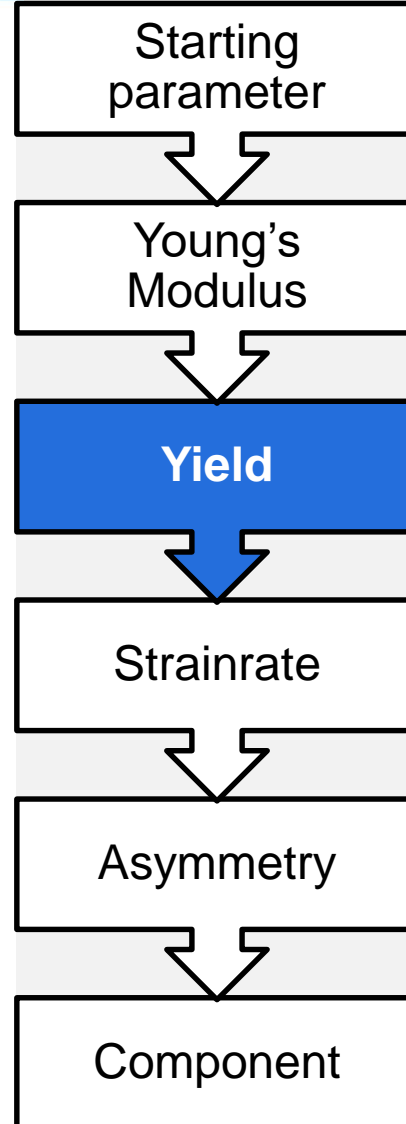 Starting
parameter
Young’s
Modulus
Yield
Strainrate
Asymmetry
Component